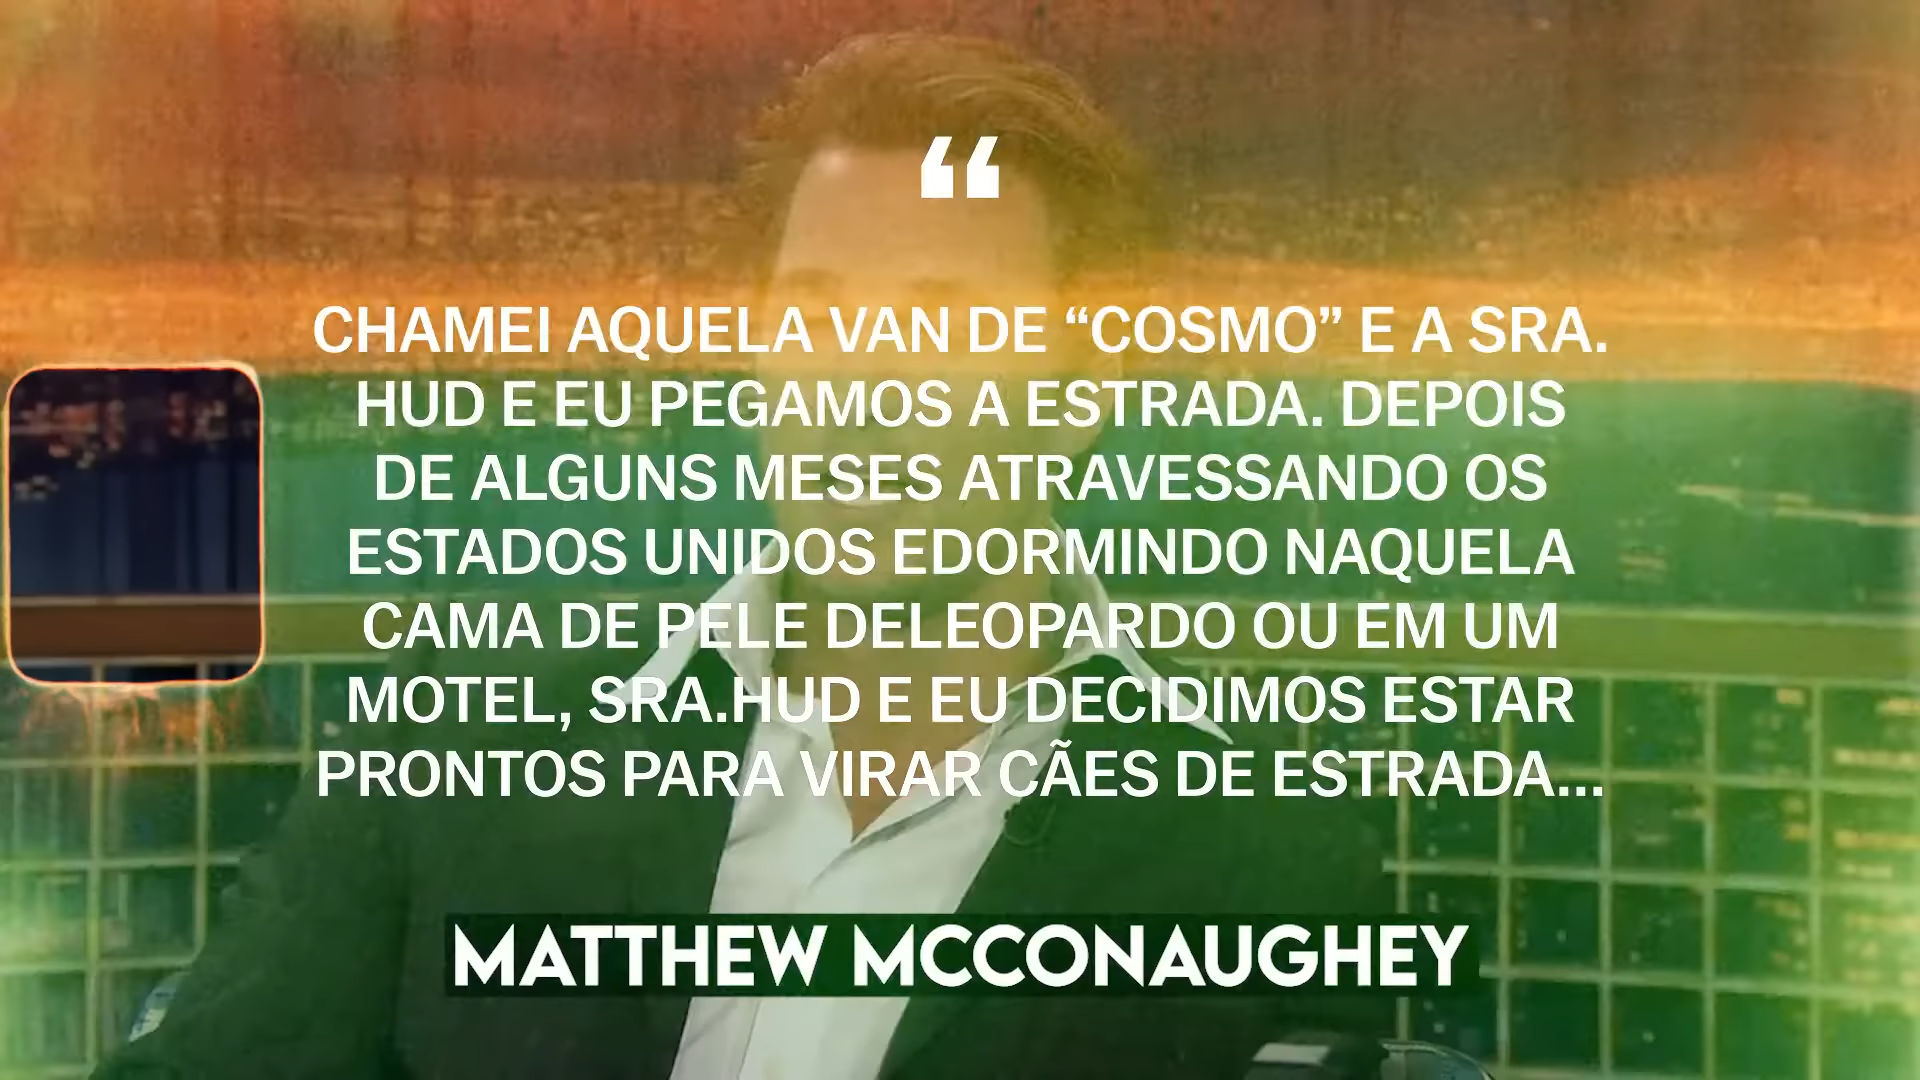 “
CHAMEI AQUELA VAN DE “COSMO” E A SRA.
HUD E EU PEGAMOS A ESTRADA. DEPOIS
DE ALGUNS MESES ATRAVESSANDO OS
ESTADOS UNIDOS EDORMINDO NAQUELA
CAMA DE PELE DELEOPARDO OU EM UM
MOTEL, SRA.HUD E EU DECIDIMOS ESTAR
PRONTOS PARA VIRAR CÃES DE ESTRADA...
MATTHEW MCCONAUGHEY